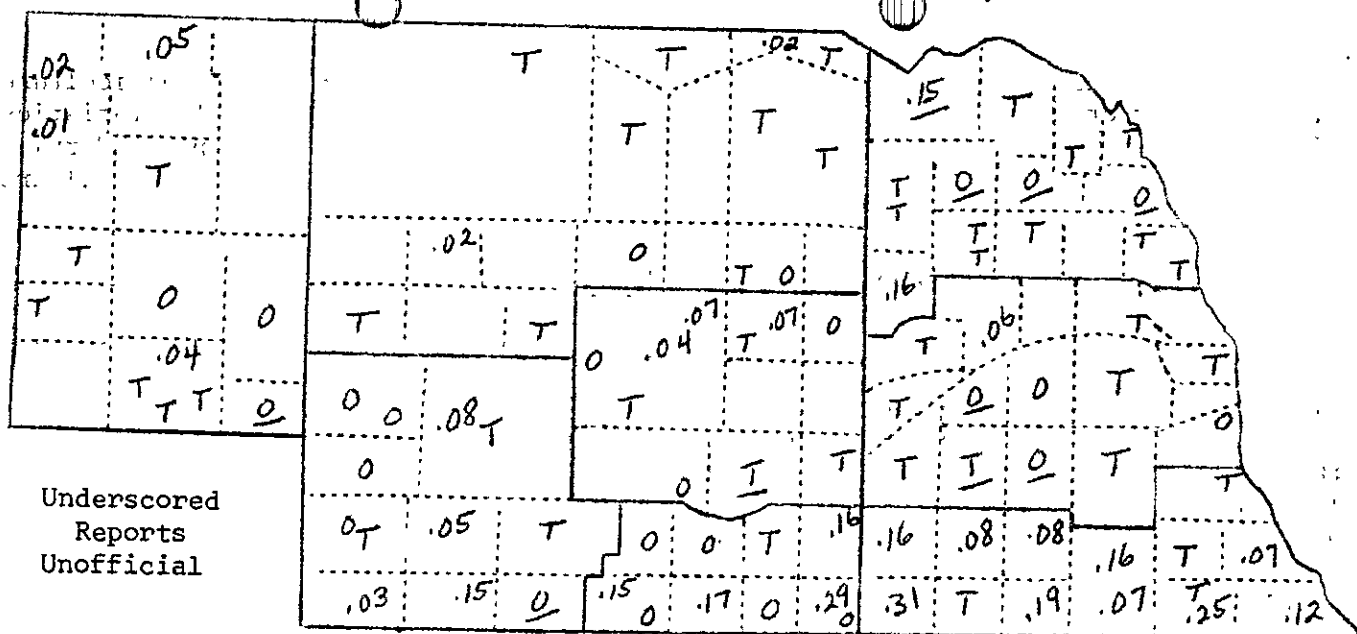 .05 T T .02 T
.02
.15 T
.01
T T T
T T
T
T 0 0 0
T
T .02 0 T T T
T
T 0 T
T 0 0 T T .07 .07 0 .16 T
.04 T .06
0 T T
.04
T T T 0 0 0 .08 T T T 0 0 T
0
0 0 T T T T 0 T
Underscored
Reports
Unofficial
T
0 T .05 T 0 0 T .16 .16 .08 .08 .16 T .07
.03 .15 0 .15 0 .17 0 .29 0 .31 T .19 .07 T .25 .12